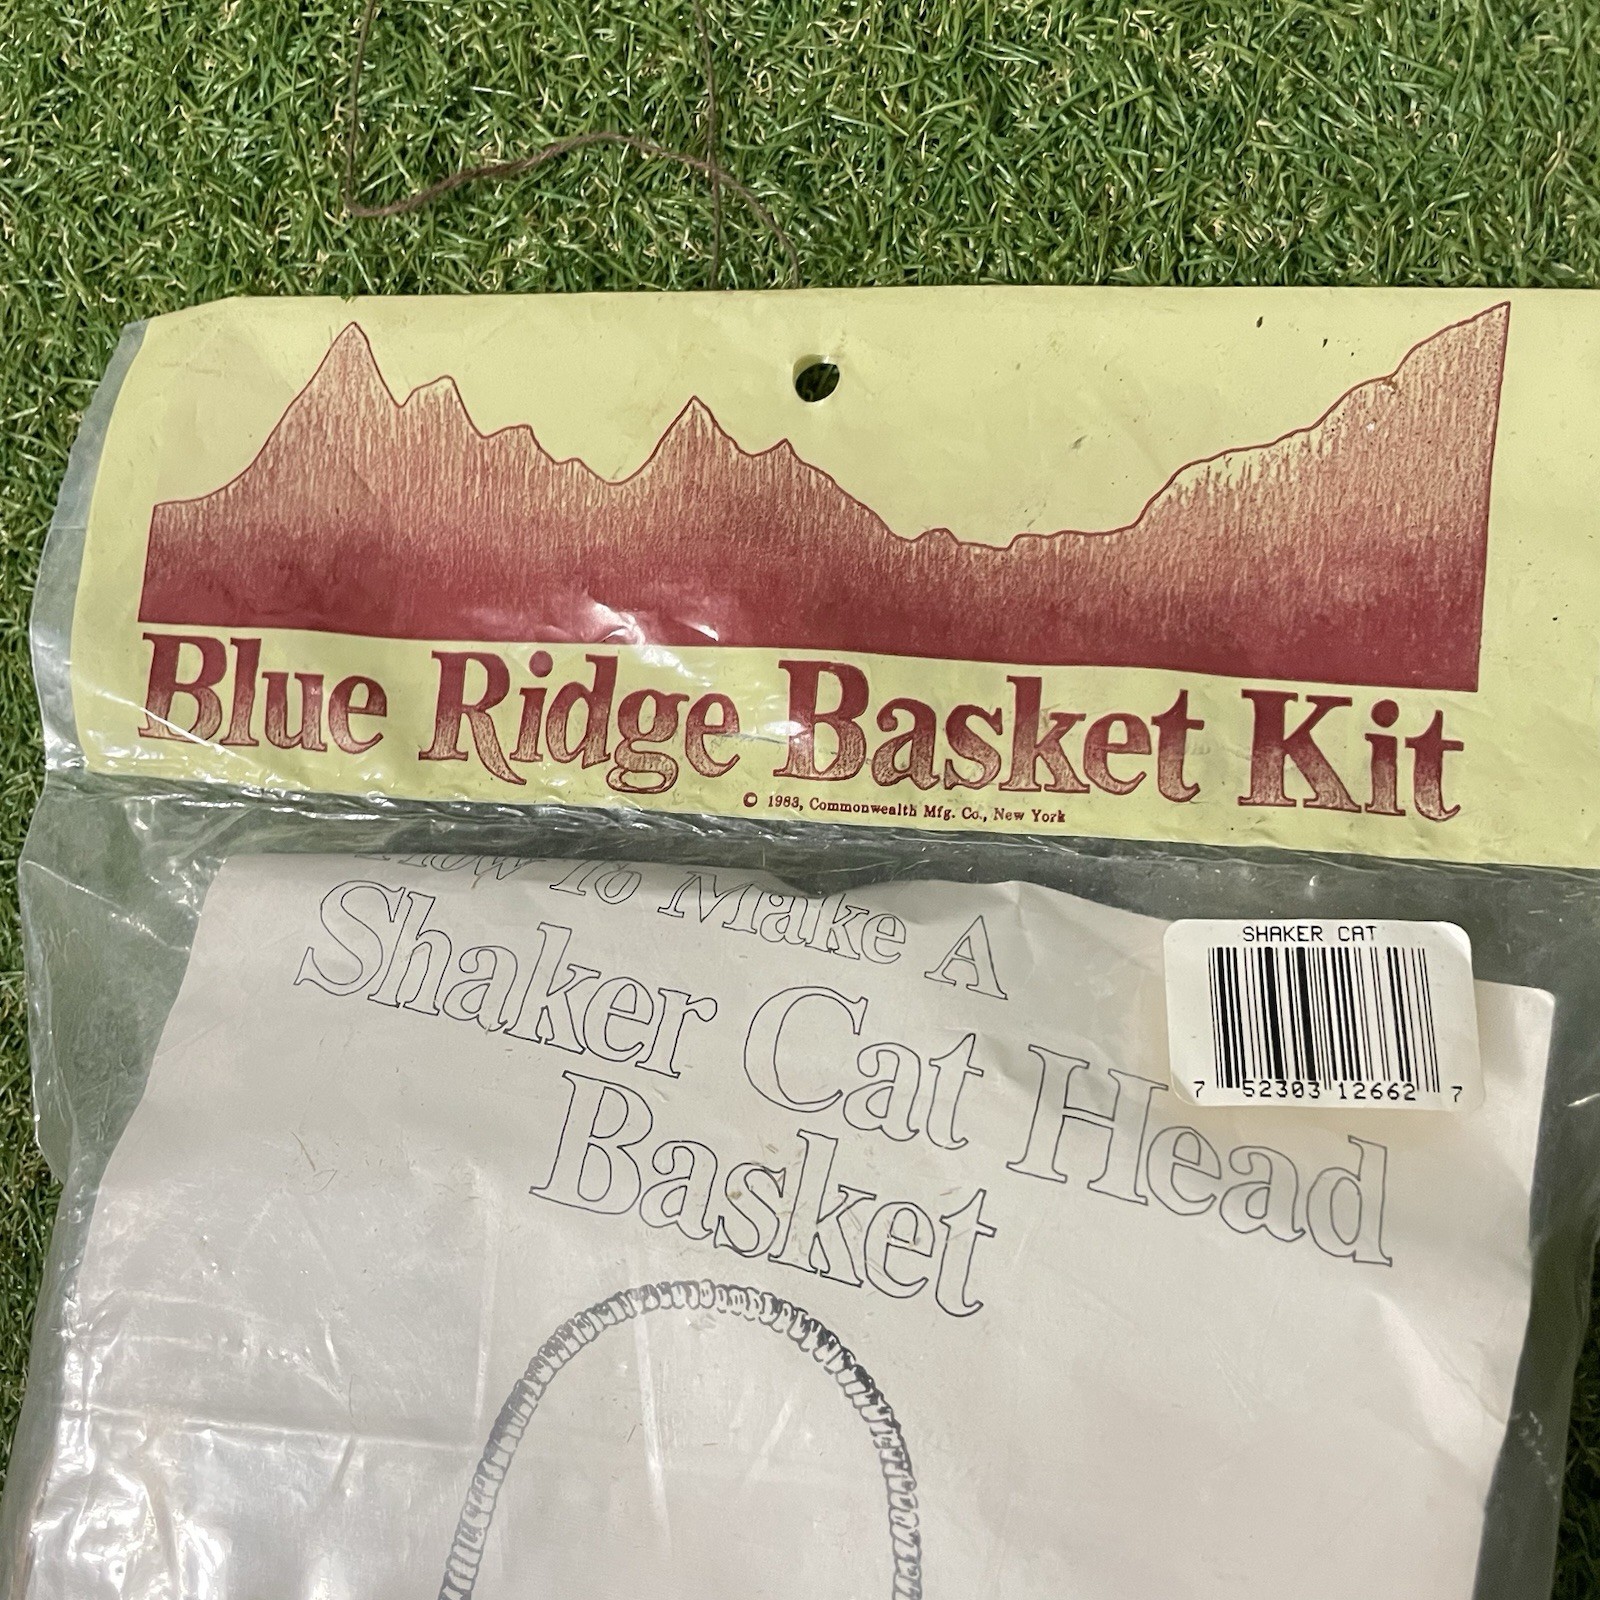 Blue Ridge Basket Kit
© 1983, Commonwealth Mfg. Co., New York
How To Make A
Shaker Cat Head
Basket
SHAKER CAT
7 52303 12662 7